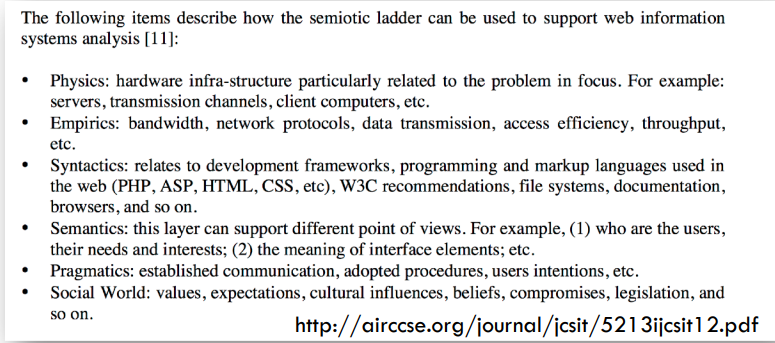 The following items describe how the semiotic ladder can be used to support web information
systems analysis [11]:
• Physics: hardware infra-structure particularly related to the problem in focus. For example:
servers, transmission channels, client computers, etc.
• Empirics: bandwidth, network protocols, data transmission, access efficiency, throughput,
etc.
• Syntactics: relates to development frameworks, programming and markup languages used in
the web (PHP, ASP, HTML, CSS, etc), W3C recommendations, file systems, documentation,
browsers, and so on.
• Semantics: this layer can support different point of views. For example, (1) who are the users,
their needs and interests; (2) the meaning of interface elements; etc.
• Pragmatics: established communication, adopted procedures, users intentions, etc.
• Social World: values, expectations, cultural influences, beliefs, compromises, legislation, and
so on.
http://airccse.org/journal/jcsit/5213ijcsit12.pdf